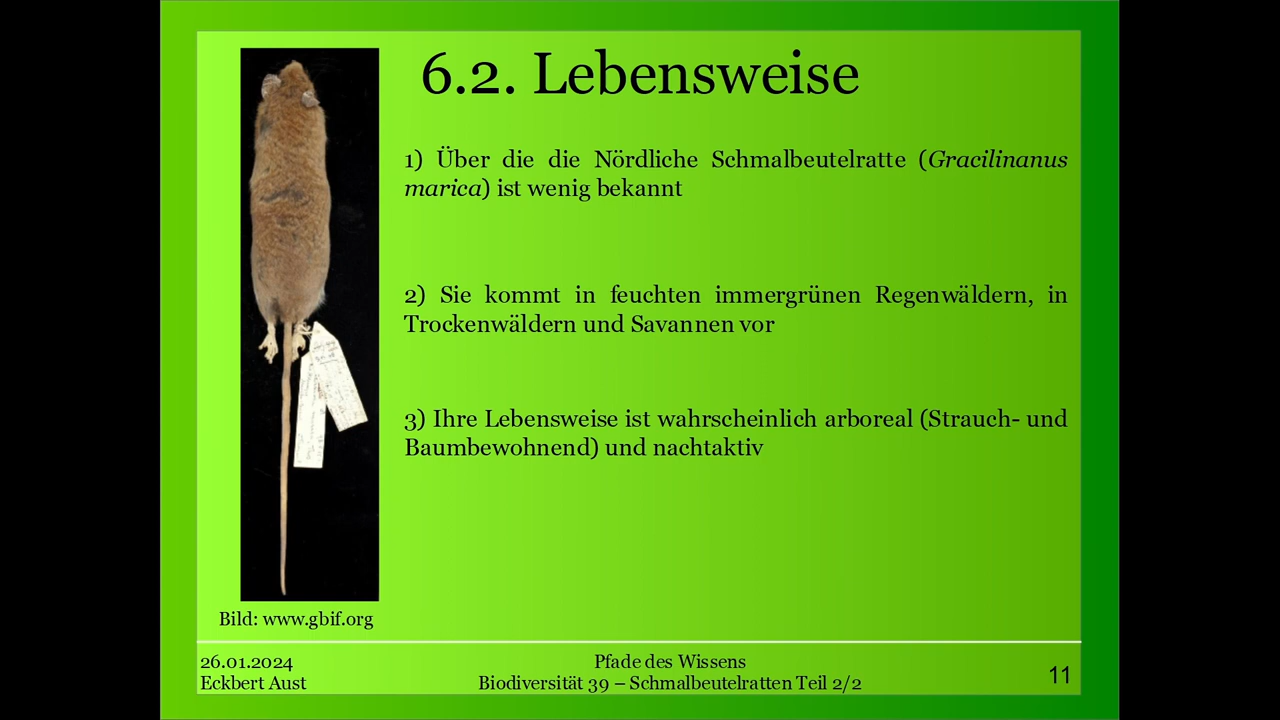 6.2. Lebensweise
1) Über die die Nördliche Schmalbeutelratte (Gracilinanus
marica) ist wenig bekannt
2) Sie kommt in feuchten immergrünen Regenwäldern, in
Trockenwäldern und Savannen vor
3) Ihre Lebensweise ist wahrscheinlich arboreal (Strauch- und
Baumbewohnend) und nachtaktiv
Bild: www.gbif.org
26.01.2024
Eckbert Aust
Pfade des Wissens
Biodiversität 39 – Schmalbeutelratten Teil 2/2
11